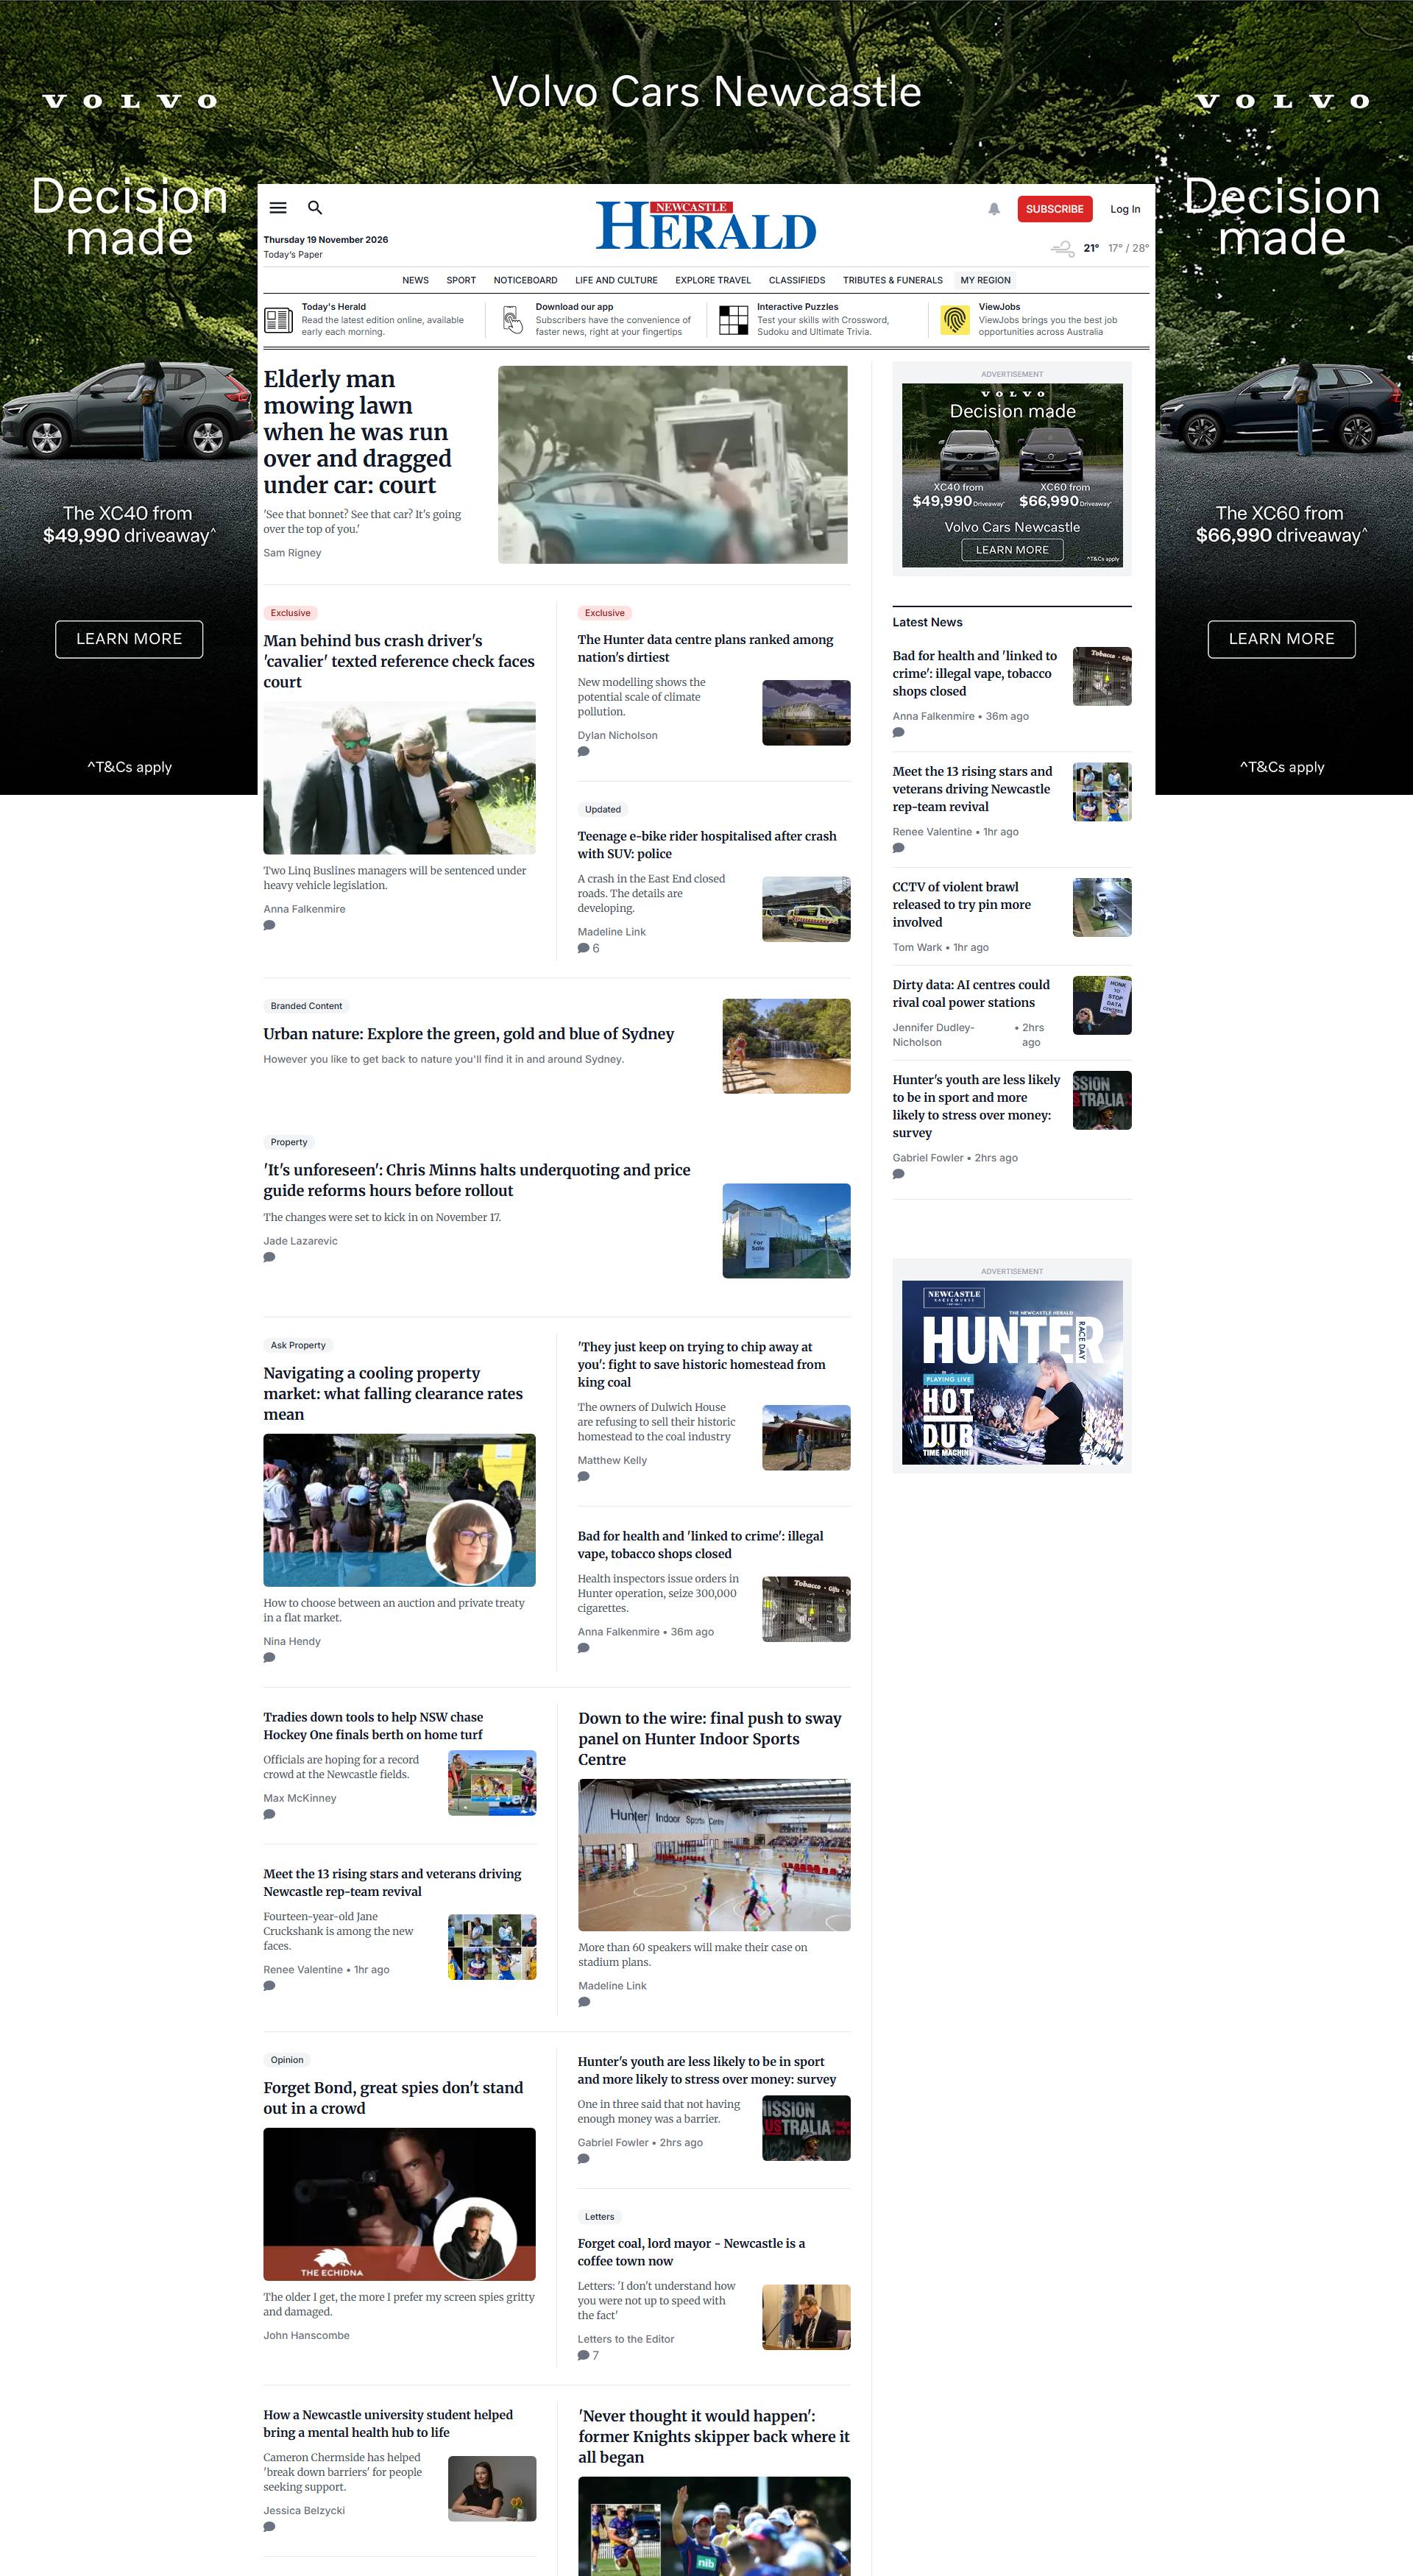 Volvo Cars Newcastle
VOLVO
Decision
made
The XC40 from
$49,990 driveaway^
LEARN MORE
^T&Cs apply
VOLVO
Decision
made
The XC60 from
$66,990 driveaway^
LEARN MORE
^T&Cs apply
NEWCASTLE
HERALD
SUBSCRIBE
Log In
Thursday 19 November 2026
Today's Paper
21° 17° / 28°
NEWS SPORT NOTICEBOARD LIFE AND CULTURE EXPLORE TRAVEL CLASSIFIEDS TRIBUTES & FUNERALS MY REGION
Today's Herald
Read the latest edition online, available
early each morning.
Download our app
Subscribers have the convenience of
faster news, right at your fingertips
Interactive Puzzles
Test your skills with Crossword,
Sudoku and Ultimate Trivia.
ViewJobs
ViewJobs brings you the best job
opportunities across Australia
Elderly man
mowing lawn
when he was run
over and dragged
under car: court
'See that bonnet? See that car? It's going
over the top of you.'
Sam Rigney
Exclusive
Man behind bus crash driver's
'cavalier' texted reference check faces
court
Two Linq Buslines managers will be sentenced under
heavy vehicle legislation.
Anna Falkenmire
Exclusive
The Hunter data centre plans ranked among
nation's dirtiest
New modelling shows the
potential scale of climate
pollution.
Dylan Nicholson
Updated
Teenage e-bike rider hospitalised after crash
with SUV: police
A crash in the East End closed
roads. The details are
developing.
Madeline Link
6
Branded Content
Urban nature: Explore the green, gold and blue of Sydney
However you like to get back to nature you'll find it in and around Sydney.
Property
'It's unforeseen': Chris Minns halts underquoting and price
guide reforms hours before rollout
The changes were set to kick in on November 17.
Jade Lazarevic
For
Sale
Ask Property
Navigating a cooling property
market: what falling clearance rates
mean
How to choose between an auction and private treaty
in a flat market.
Nina Hendy
'They just keep on trying to chip away at
you': fight to save historic homestead from
king coal
The owners of Dulwich House
are refusing to sell their historic
homestead to the coal industry
Matthew Kelly
Bad for health and 'linked to crime': illegal
vape, tobacco shops closed
Health inspectors issue orders in
Hunter operation, seize 300,000
cigarettes.
Anna Falkenmire • 36m ago
Tobacco · Gifts
Tradies down tools to help NSW chase
Hockey One finals berth on home turf
Officials are hoping for a record
crowd at the Newcastle fields.
Max McKinney
Meet the 13 rising stars and veterans driving
Newcastle rep-team revival
Fourteen-year-old Jane
Cruckshank is among the new
faces.
Renee Valentine • 1hr ago
Down to the wire: final push to sway
panel on Hunter Indoor Sports
Centre
Hunter Indoor Sports Centre
More than 60 speakers will make their case on
stadium plans.
Madeline Link
Opinion
Forget Bond, great spies don't stand
out in a crowd
THE ECHIDNA
The older I get, the more I prefer my screen spies gritty
and damaged.
John Hanscombe
Hunter's youth are less likely to be in sport
and more likely to stress over money: survey
One in three said that not having
enough money was a barrier.
Gabriel Fowler • 2hrs ago
ISSION
USTRALIA
Letters
Forget coal, lord mayor - Newcastle is a
coffee town now
Letters: 'I don't understand how
you were not up to speed with
the fact'
Letters to the Editor
7
How a Newcastle university student helped
bring a mental health hub to life
Cameron Chermside has helped
'break down barriers' for people
seeking support.
Jessica Belzycki
'Never thought it would happen':
former Knights skipper back where it
all began
nib
ADVERTISEMENT
VOLVO
Decision made
XC40 from
$49,990 Driveaway^
XC60 from
$66,990 Driveaway^
Volvo Cars Newcastle
LEARN MORE
^T&Cs apply
Latest News
Bad for health and 'linked to
crime': illegal vape, tobacco
shops closed
Anna Falkenmire • 36m ago
Tobacco · Gifts
Meet the 13 rising stars and
veterans driving Newcastle
rep-team revival
Renee Valentine • 1hr ago
CCTV of violent brawl
released to try pin more
involved
Tom Wark • 1hr ago
Dirty data: AI centres could
rival coal power stations
Jennifer Dudley-
Nicholson
• 2hrs
ago
HONK
TO
STOP
DATA
CENTRES
Hunter's youth are less likely
to be in sport and more
likely to stress over money:
survey
Gabriel Fowler • 2hrs ago
SSION
STRALIA
ADVERTISEMENT
NEWCASTLE
RACECOURSE
THE NEWCASTLE HERALD
HUNTER
RACE DAY
PLAYING LIVE
HOT
DUB
TIME MACHINE